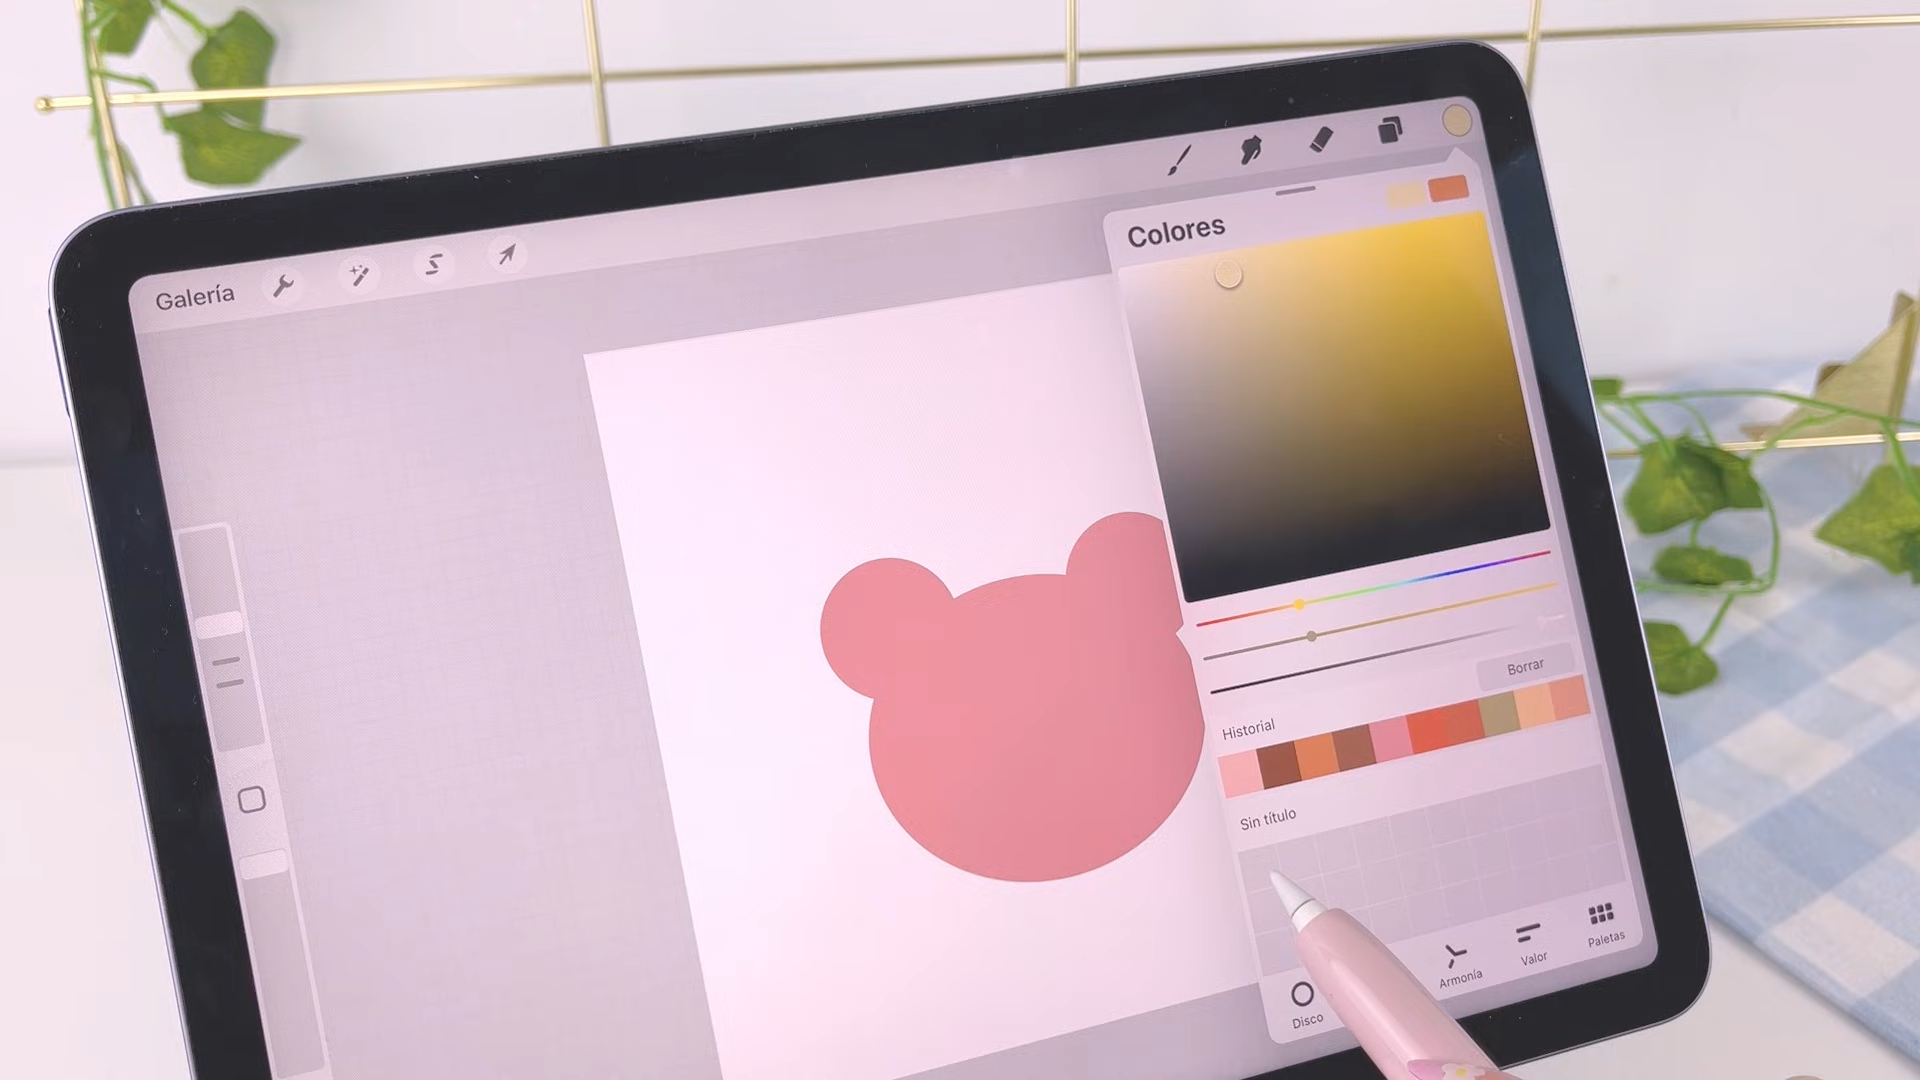 Galería
Colores
Borrar
Historial
Sin título
Disco
Armonía
Valor
Paletas